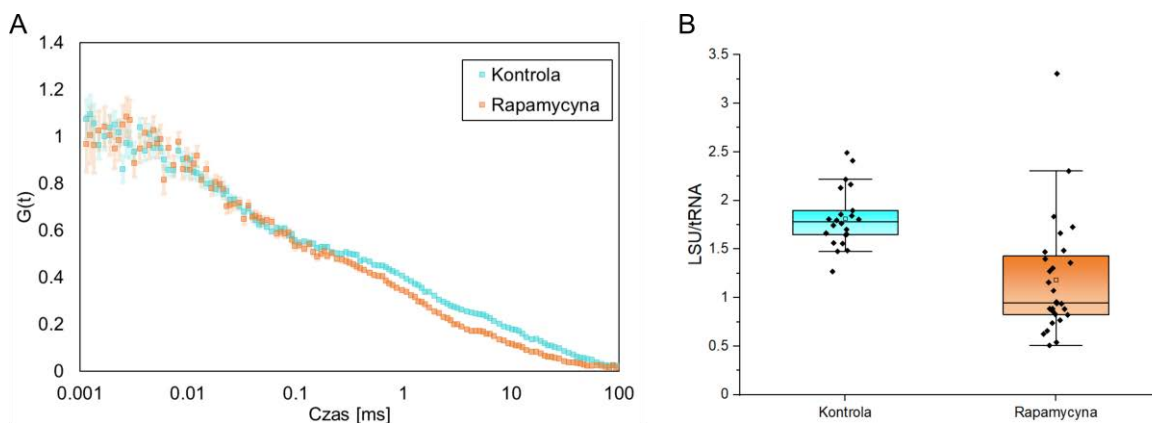 A
1.4
1.2
1
0.8
0.6
0.4
0.2
0
G(t)
Kontrola
Rapamycyna
0.001
0.01
0.1
1
10
100
Czas [ms]
B
3.5
3
2.5
2
1.5
1
0.5
0
LSU/tRNA
Kontrola
Rapamycyna